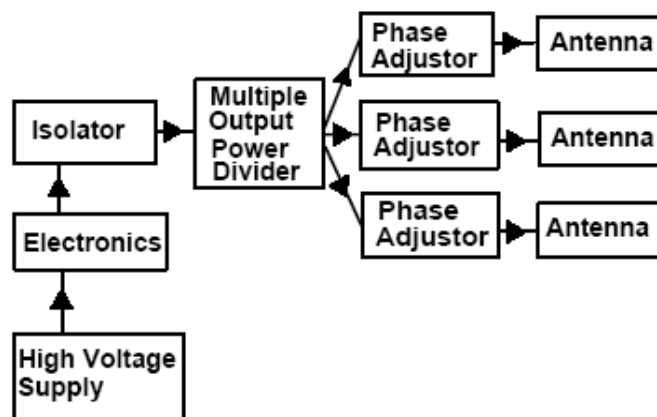 Phase
Adjustor
Antenna
Multiple
Output
Power
Divider
Isolator
Phase
Adjustor
Antenna
Phase
Adjustor
Antenna
Electronics
High Voltage
Supply